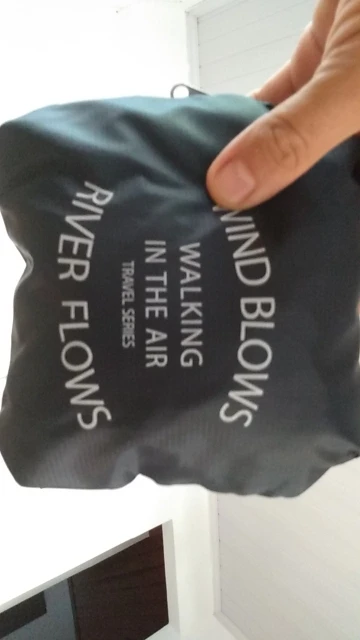 WIND BLOWS
WALKING
IN THE AIR
TRAVEL SERIES
RIVER FLOWS